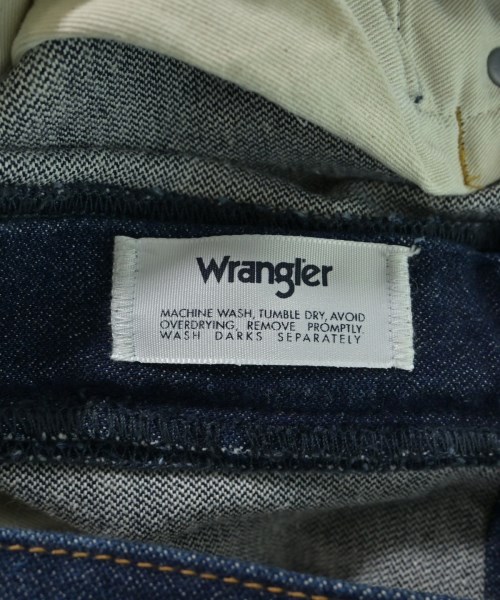 Wrangler
MACHINE WASH, TUMBLE DRY, AVOID
OVERDRYING, REMOVE PROMPTLY.
WASH DARKS SEPARATELY